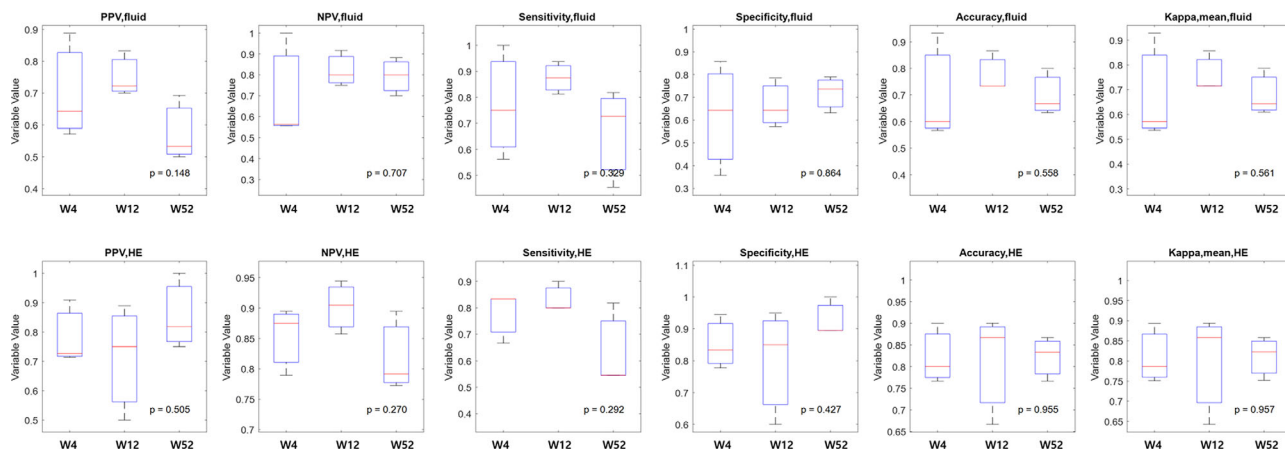 PPV,fluid
Variable Value
0.9
0.8
0.7
0.6
0.5
0.4
p = 0.148
W4 W12 W52
NPV,fluid
Variable Value
1
0.9
0.8
0.7
0.6
0.5
0.4
0.3
p = 0.707
W4 W12 W52
Sensitivity,fluid
Variable Value
1
0.9
0.8
0.7
0.6
0.5
p = 0.329
W4 W12 W52
Specificity,fluid
Variable Value
1
0.9
0.8
0.7
0.6
0.5
0.4
0.3
p = 0.864
W4 W12 W52
Accuracy,fluid
Variable Value
0.9
0.8
0.7
0.6
0.5
0.4
p = 0.558
W4 W12 W52
Kappa,mean,fluid
Variable Value
0.9
0.8
0.7
0.6
0.5
0.4
0.3
p = 0.561
W4 W12 W52
PPV,HE
Variable Value
1
0.9
0.8
0.7
0.6
0.5
p = 0.505
W4 W12 W52
NPV,HE
Variable Value
0.95
0.9
0.85
0.8
0.75
0.7
p = 0.270
W4 W12 W52
Sensitivity,HE
Variable Value
1
0.9
0.8
0.7
0.6
0.5
0.4
p = 0.292
W4 W12 W52
Specificity,HE
Variable Value
1.1
1
0.9
0.8
0.7
0.6
p = 0.427
W4 W12 W52
Accuracy,HE
Variable Value
1
0.95
0.9
0.85
0.8
0.75
0.7
0.65
p = 0.955
W4 W12 W52
Kappa,mean,HE
Variable Value
1
0.95
0.9
0.85
0.8
0.75
0.7
0.65
p = 0.957
W4 W12 W52